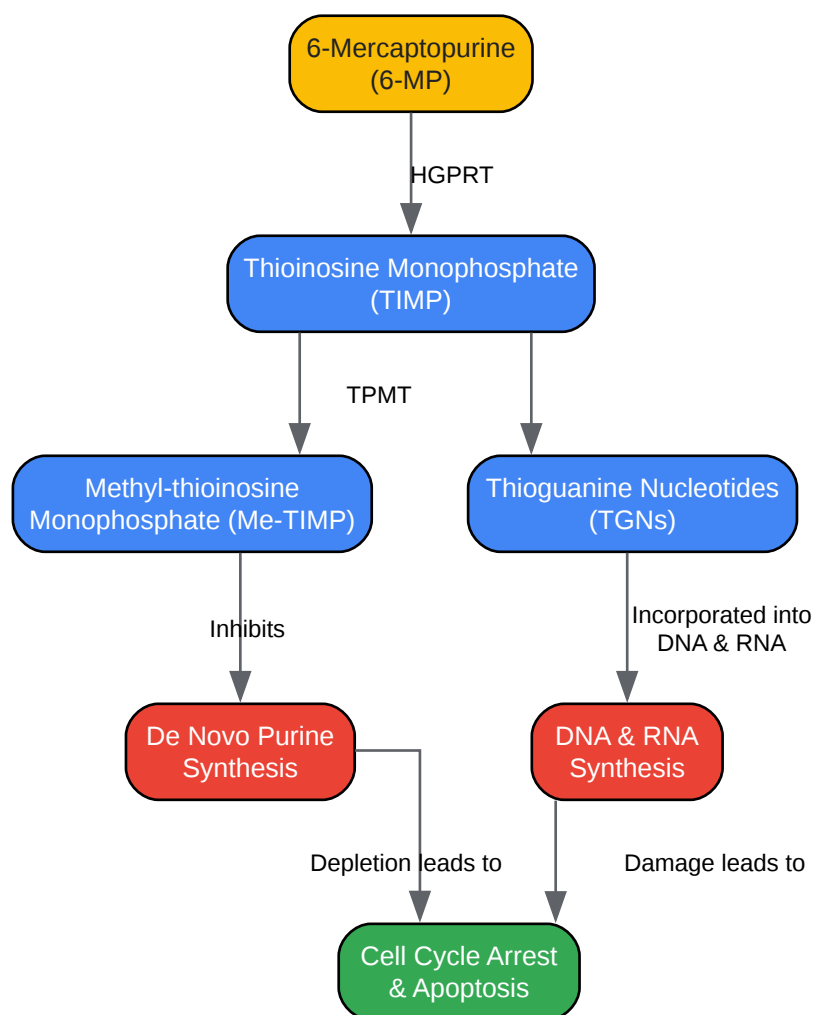 6-Mercaptopurine
(6-MP)
HGPRT
Thioinosine Monophosphate
(TIMP)
TPMT
Methyl-thioinosine
Monophosphate (Me-TIMP)
Thioguanine Nucleotides
(TGNs)
Inhibits
Incorporated into
DNA & RNA
De Novo Purine
Synthesis
DNA & RNA
Synthesis
Depletion leads to
Damage leads to
Cell Cycle Arrest
& Apoptosis